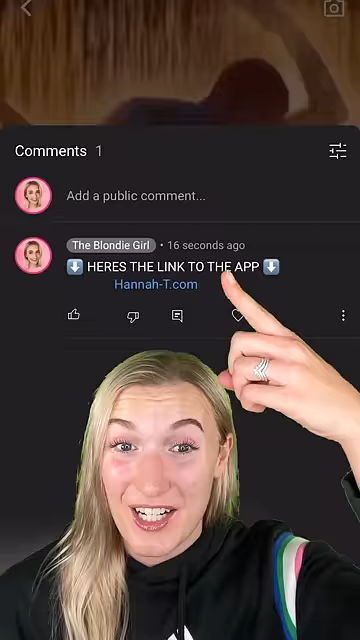 Comments 1
Add a public comment...
The Blondie Girl • 16 seconds ago
⬇️ HERES THE LINK TO THE APP ⬇️
Hannah-T.com